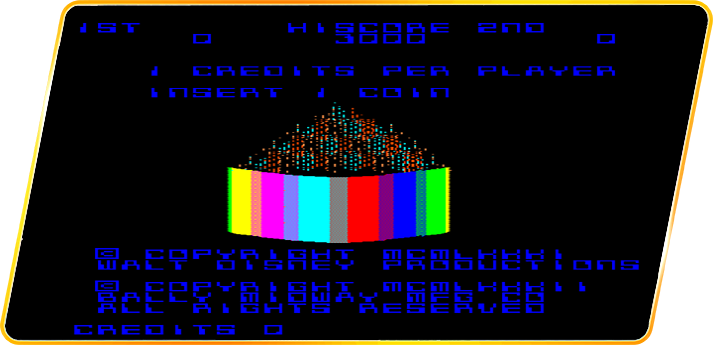 1ST HISCORE 2ND
0 3000 0
1 CREDITS PER PLAYER
INSERT 1 COIN
© COPYRIGHT MCMLXXXI
WALT DISNEY PRODUCTIONS
© COPYRIGHT MCMLXXXII
BALLY MIDWAY MFG CO
ALL RIGHTS RESERVED
CREDITS 0